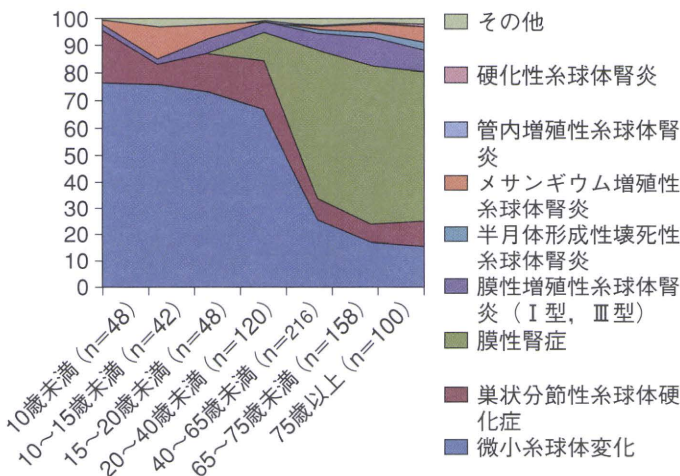 100
90
80
70
60
50
40
30
20
10
0
10歳未満（n=48）
10～15歳未満（n=42）
15～20歳未満（n=48）
20～40歳未満（n=120）
40～65歳未満（n=216）
65～75歳未満（n=158）
75歳以上（n=100）
その他
硬化性糸球体腎炎
管内増殖性糸球体腎
炎
メサンギウム増殖性
糸球体腎炎
半月体形成性壊死性
糸球体腎炎
膜性増殖性糸球体腎
炎（Ⅰ型，Ⅲ型）
膜性腎症
巣状分節性糸球体硬
化症
微小糸球体変化